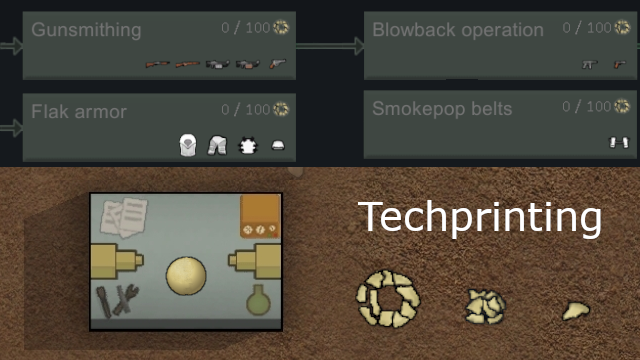 Gunsmithing 0 / 100
Blowback operation 0 / 100
Flak armor 0 / 100
Smokepop belts 0 / 100
Techprinting